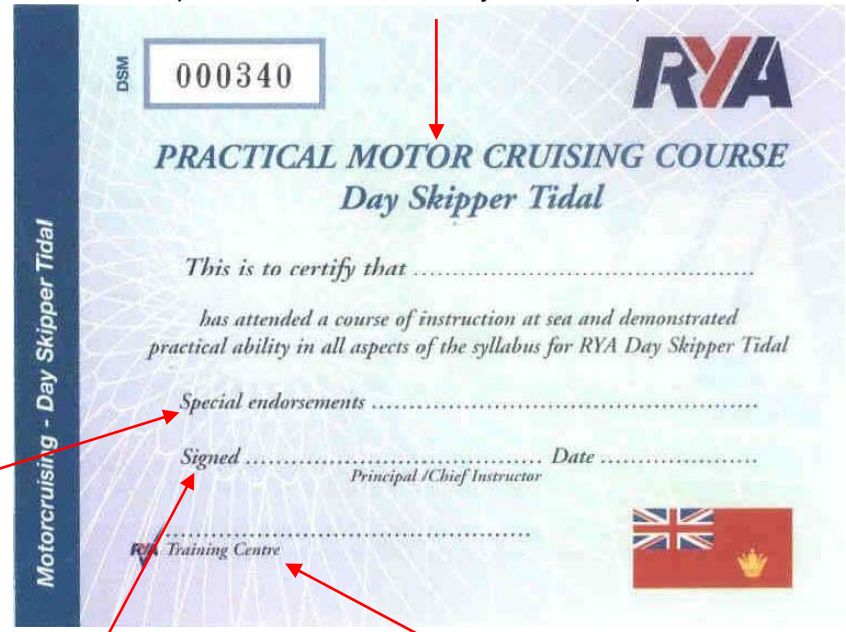 DSM
000340
RYA
PRACTICAL MOTOR CRUISING COURSE
Day Skipper Tidal
This is to certify that
has attended a course of instruction at sea and demonstrated
practical ability in all aspects of the syllabus for RYA Day Skipper Tidal
Special endorsements
Signed Date
Principal /Chief Instructor
RYA Training Centre
Motorcruising - Day Skipper Tidal